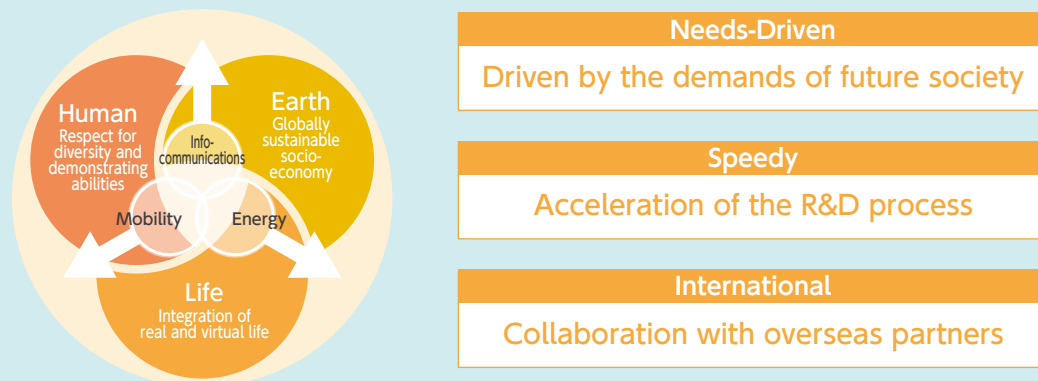 Human
Respect for
diversity and
demonstrating
abilities
Earth
Globally
sustainable
socio-
economy
Info-
communications
Mobility
Energy
Life
Integration of
real and virtual life
Needs-Driven
Driven by the demands of future society
Speedy
Acceleration of the R&D process
International
Collaboration with overseas partners